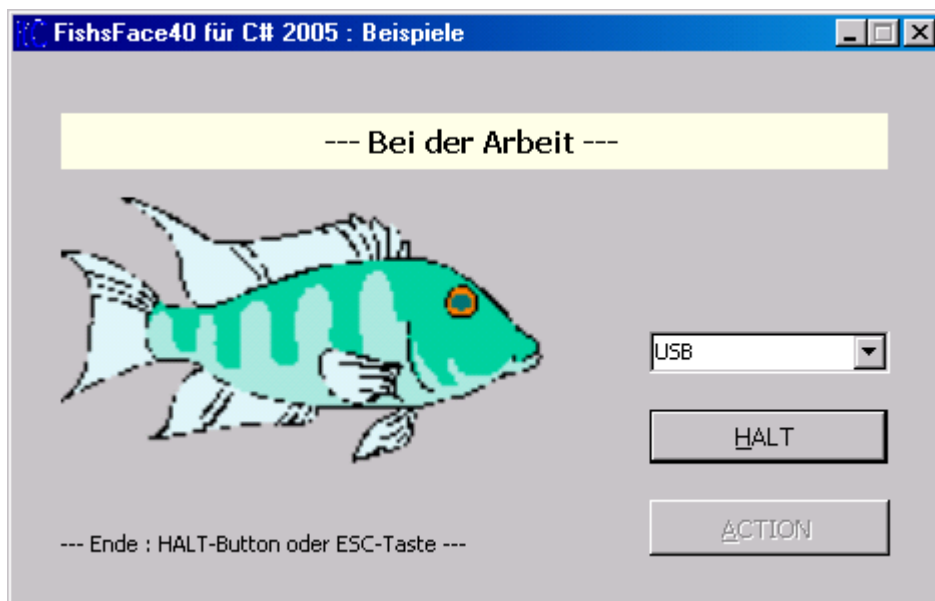 FishsFace40 für C# 2005 : Beispiele
--- Bei der Arbeit ---
USB
HALT
ACTION
--- Ende : HALT-Button oder ESC-Taste ---